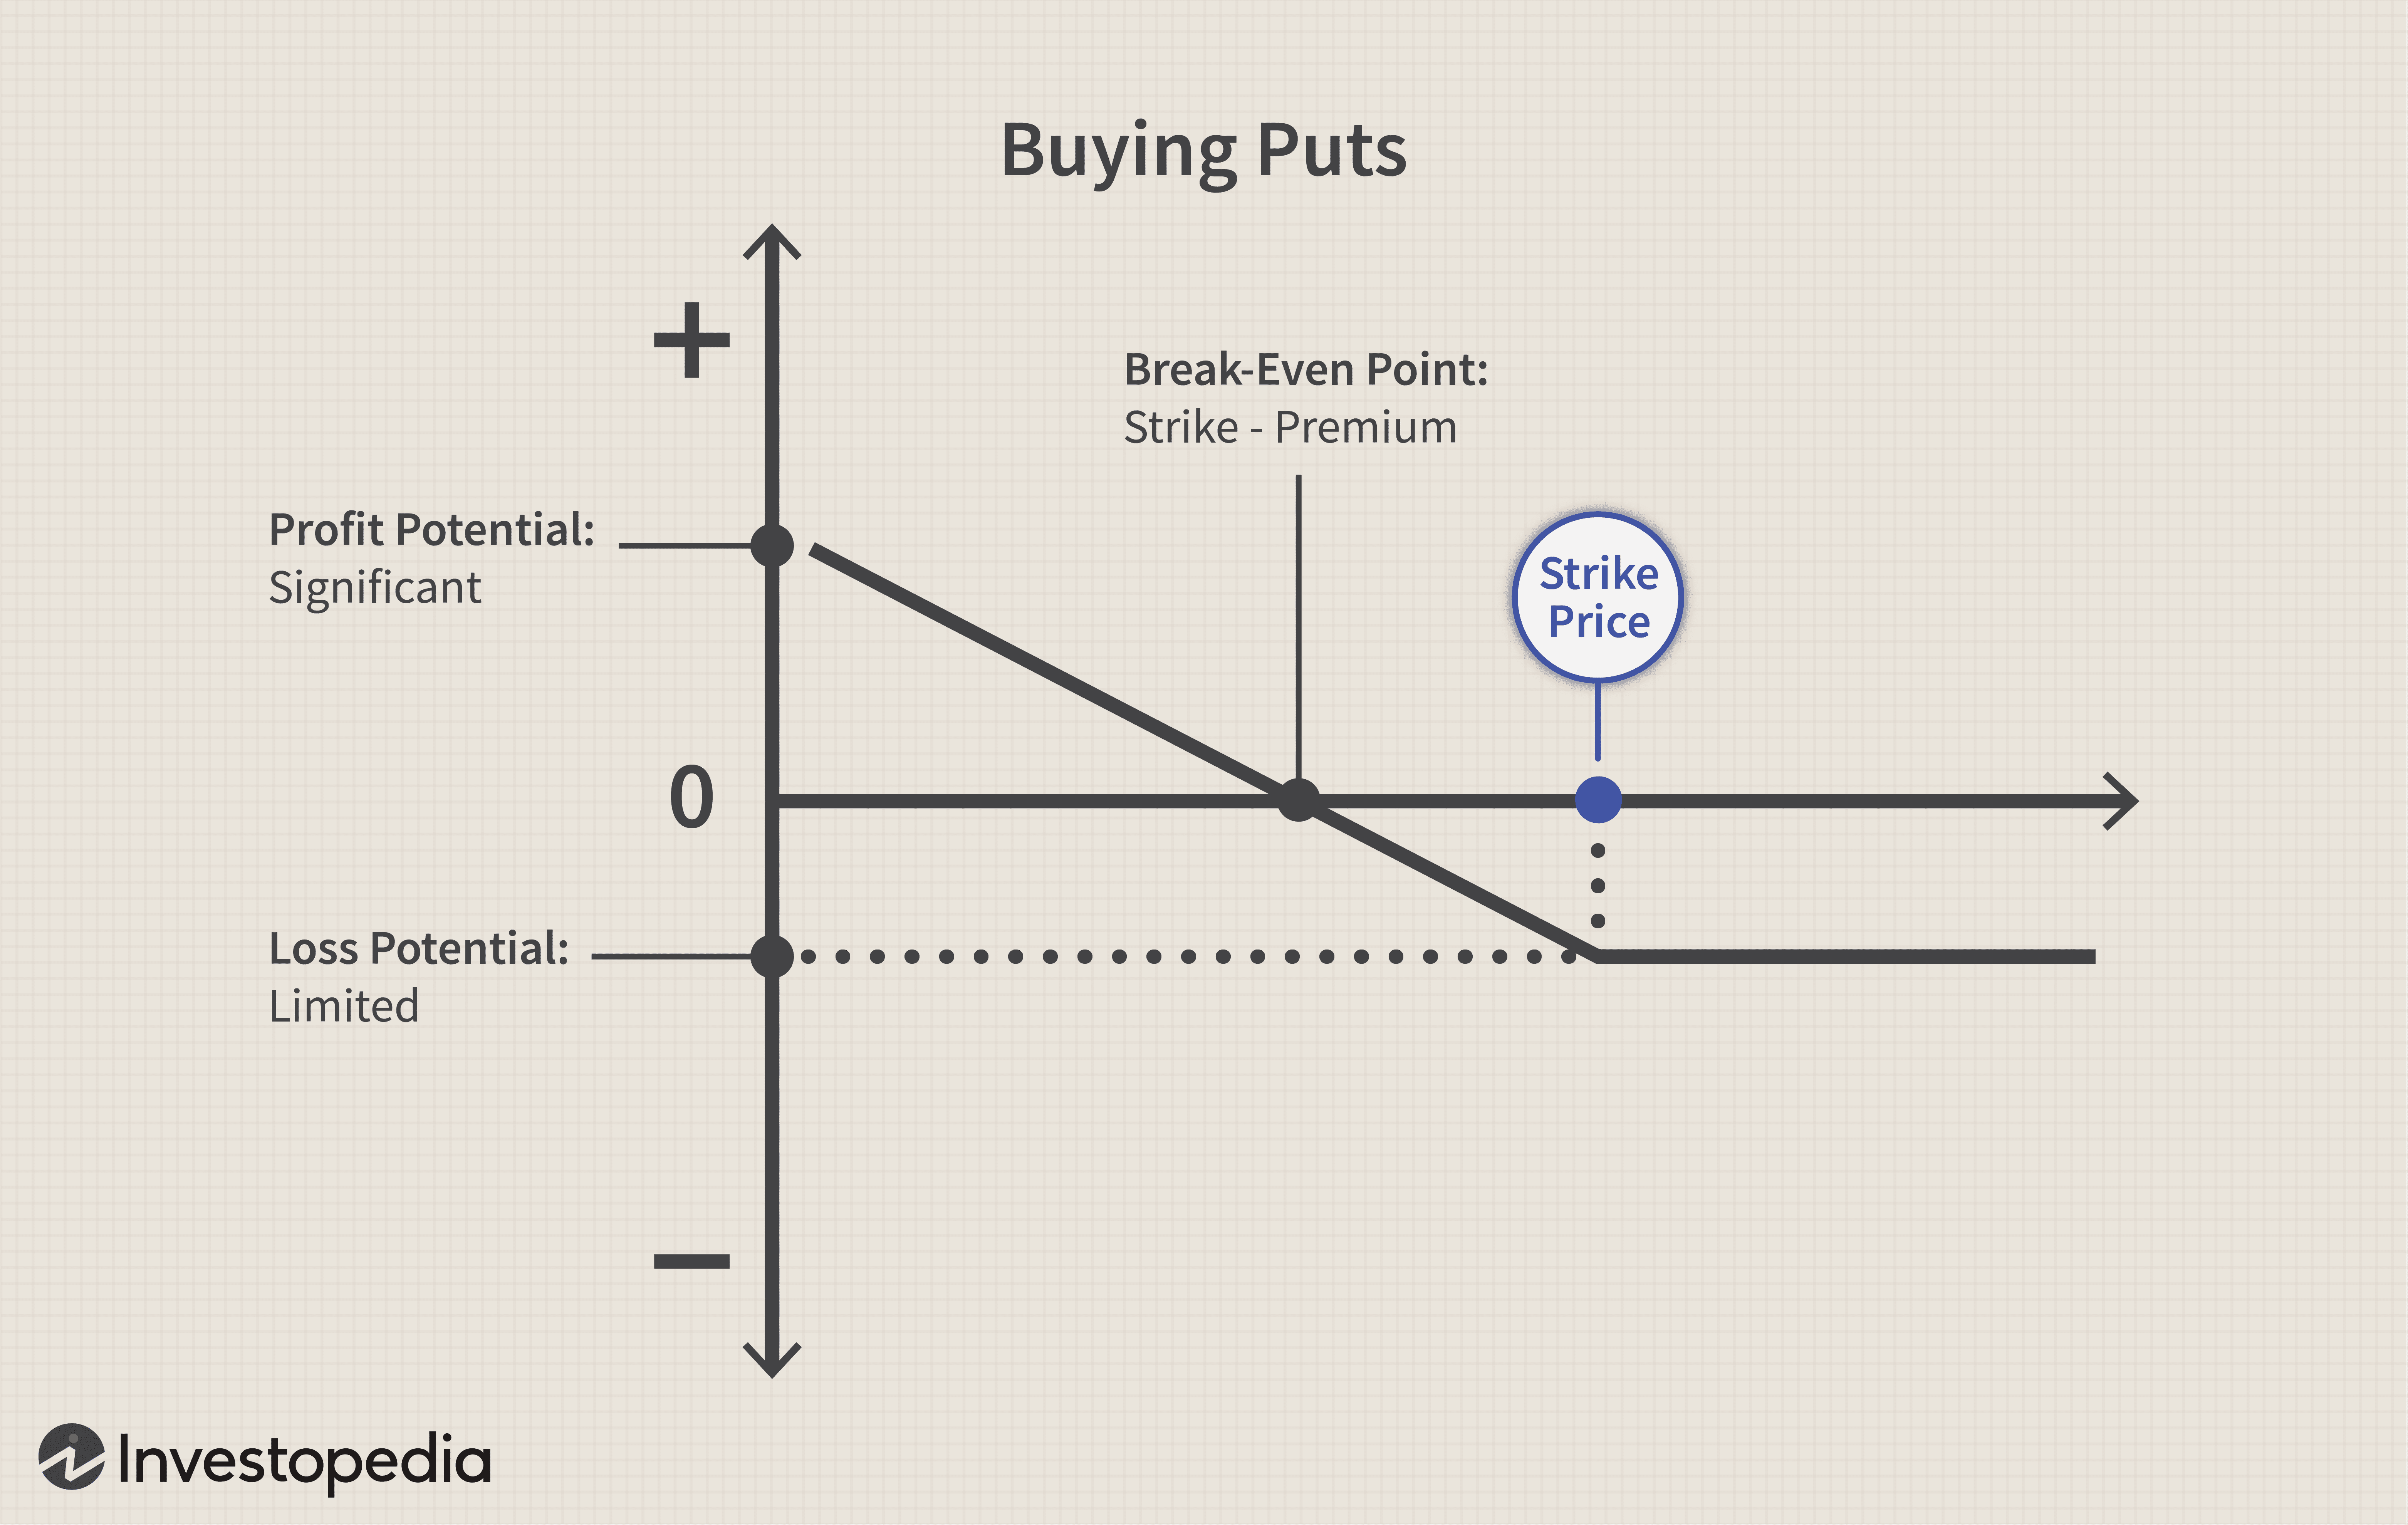 Buying Puts
+
Break-Even Point:
Strike - Premium
Profit Potential:
Significant
Strike
Price
0
Loss Potential:
Limited
−
Investopedia